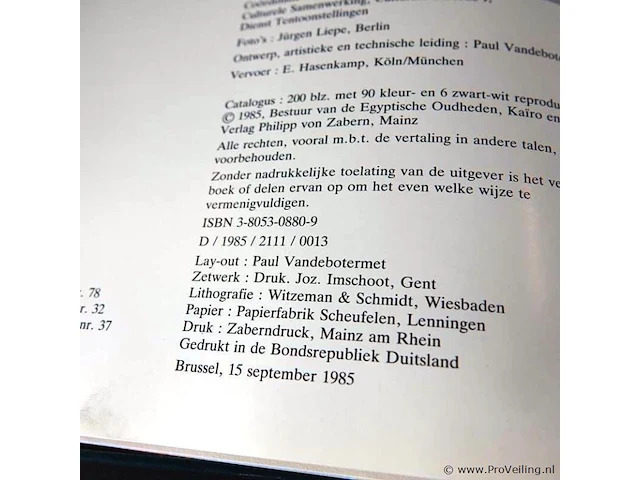 Culturele Samenwerking,
Dienst Tentoonstellingen
Foto's : Jürgen Liepe, Berlin
Ontwerp, artistieke en technische leiding : Paul
Vervoer : E. Hasenkamp, Köln/München
Catalogus : 200 blz. met 90 kleur- en 6 zwart-wit
© 1985, Bestuur van de Egyptische Oudheden, Kaïro en
Verlag Philipp von Zabern, Mainz
Alle rechten, vooral m.b.t. de vertaling in andere talen,
voorbehouden.
Zonder nadrukkelijke toelating van de uitgever is het
boek of delen ervan op om het even welke wijze te
vermenigvuldigen.
ISBN 3-8053-0880-9
D / 1985 / 2111 / 0013
Lay-out : Paul Vandebotermet
Zetwerk : Druk. Joz. Imschoot, Gent
Lithografie : Witzeman & Schmidt, Wiesbaden
Papier : Papierfabrik Scheufelen, Lenningen
Druk : Zaberndruck, Mainz am Rhein
Gedrukt in de Bondsrepubliek Duitsland
Brussel, 15 september 1985
78
32
nr. 37
© www.ProVeiling.nl